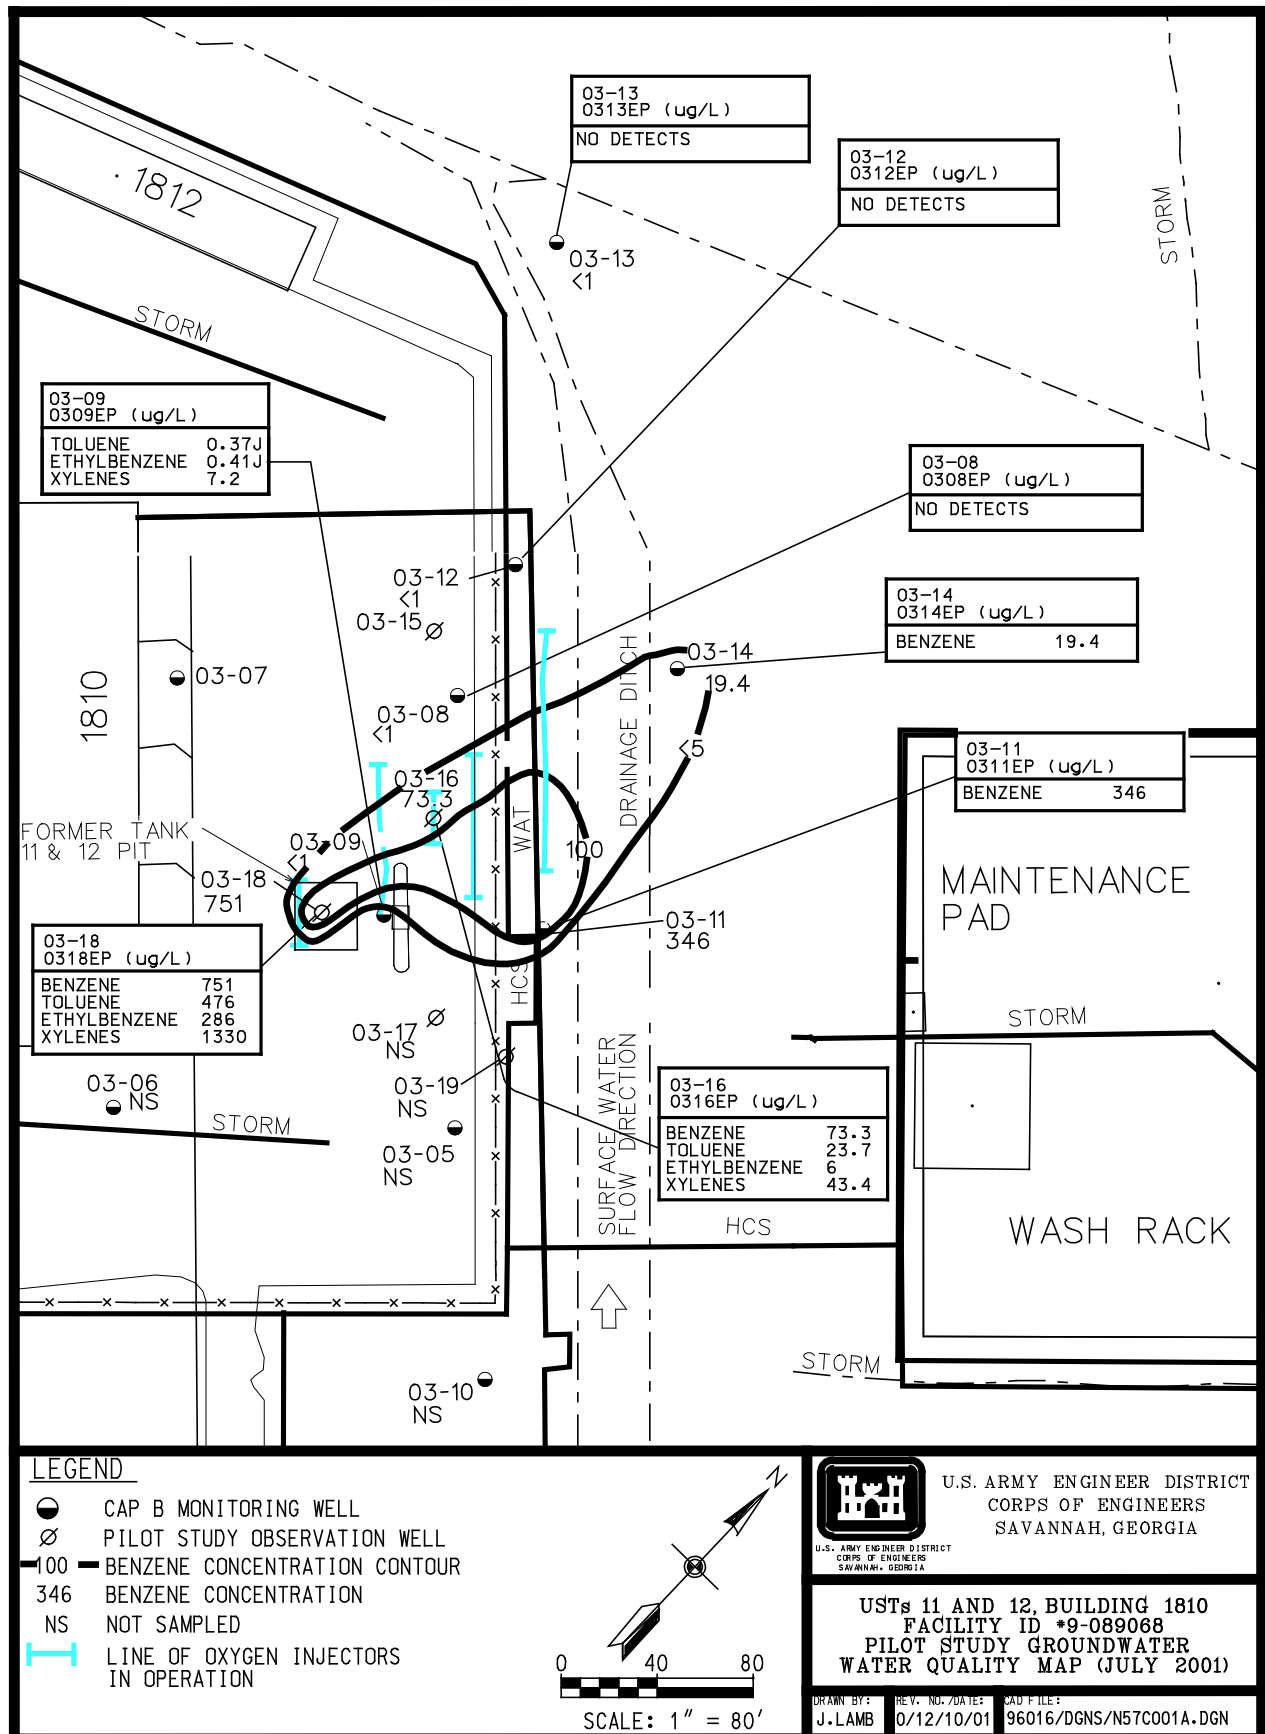 03-13
0313EP (ug/L)
NO DETECTS
03-12
0312EP (ug/L)
NO DETECTS
1812
STORM
03-13
<1
STORM
03-09
0309EP (ug/L)
TOLUENE 0.37J
ETHYLBENZENE 0.41J
XYLENES 7.2
03-08
0308EP (ug/L)
NO DETECTS
03-12
<1
03-15
03-14
0314EP (ug/L)
BENZENE 19.4
03-07
1810
03-14
19.4
DRAINAGE DITCH
03-08
<1
<5
03-11
0311EP (ug/L)
BENZENE 346
03-16
73.3
WAT
FORMER TANK
11 & 12 PIT
03-09
<1
100
03-18
751
MAINTENANCE
PAD
03-11
346
03-18
0318EP (ug/L)
BENZENE 751
TOLUENE 476
ETHYLBENZENE 286
XYLENES 1330
HCS
03-17
NS
STORM
03-19
NS
03-06
NS
STORM
03-05
NS
SURFACE WATER
FLOW DIRECTION
03-16
0316EP (ug/L)
BENZENE 73.3
TOLUENE 23.7
ETHYLBENZENE 6
XYLENES 43.4
HCS
WASH RACK
STORM
03-10
NS
LEGEND
CAP B MONITORING WELL
PILOT STUDY OBSERVATION WELL
100 BENZENE CONCENTRATION CONTOUR
346 BENZENE CONCENTRATION
NS NOT SAMPLED
LINE OF OXYGEN INJECTORS
IN OPERATION
N
0 40 80
SCALE: 1" = 80'
U.S. ARMY ENGINEER DISTRICT
CORPS OF ENGINEERS
SAVANNAH, GEORGIA
U.S. ARMY ENGINEER DISTRICT
CORPS OF ENGINEERS
SAVANNAH, GEORGIA
USTs 11 AND 12, BUILDING 1810
FACILITY ID *9-089068
PILOT STUDY GROUNDWATER
WATER QUALITY MAP (JULY 2001)
DRAWN BY:
J.LAMB
REV. NO./DATE:
0/12/10/01
CAD FILE:
96016/DGNS/N57C001A.DGN